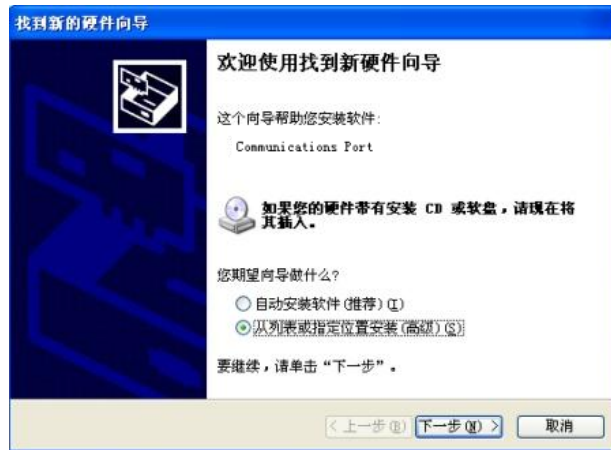 找到新的硬件向导
欢迎使用找到新硬件向导
这个向导帮助您安装软件:
Communications Port
如果您的硬件带有安装 CD 或软盘，请现在将
其插入。
您期望向导做什么?
自动安装软件(推荐)(I)
从列表或指定位置安装(高级)(S)
要继续，请单击“下一步”。
< 上一步(B) 下一步(N) > 取消